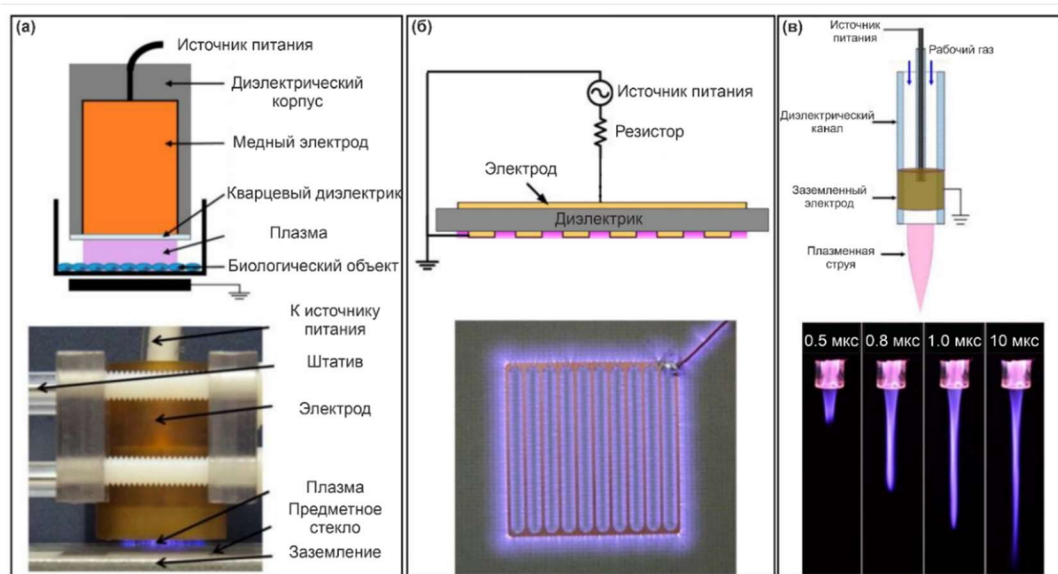 (а)
Источник питания
Диэлектрический
корпус
Медный электрод
Кварцевый диэлектрик
Плазма
Биологический объект
К источнику
питания
Штатив
Электрод
Плазма
Предметное
стекло
Заземление
(б)
Источник питания
Резистор
Электрод
Диэлектрик
(в)
Источник
питания
Рабочий газ
Диэлектрический
канал
Заземленный
электрод
Плазменная
струя
0.5 мкс
0.8 мкс
1.0 мкс
10 мкс